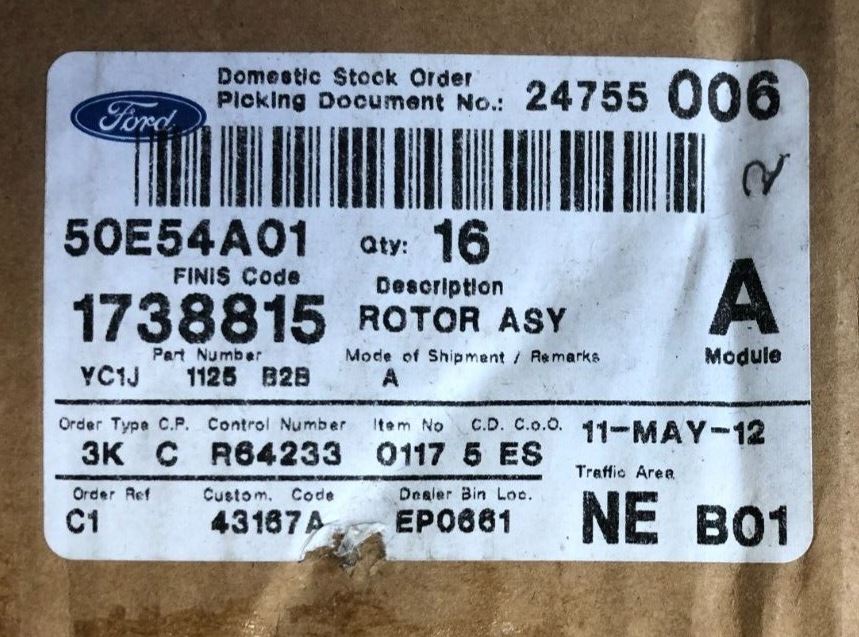 Ford
Domestic Stock Order
Picking Document No.: 24755 006
2
50E54A01 Qty: 16
FINIS Code Description
1738815 ROTOR ASY A
Part Number Mode of Shipment / Remarks Module
YC1J 1125 B2B A
Order Type C.P. Control Number Item No C.D. C.o.O. 11-MAY-12
3K C R64233 0117 5 ES
Traffic Area
Order Ref Custom. Code Dealer Bin Loc. NE B01
C1 43167A EP0661